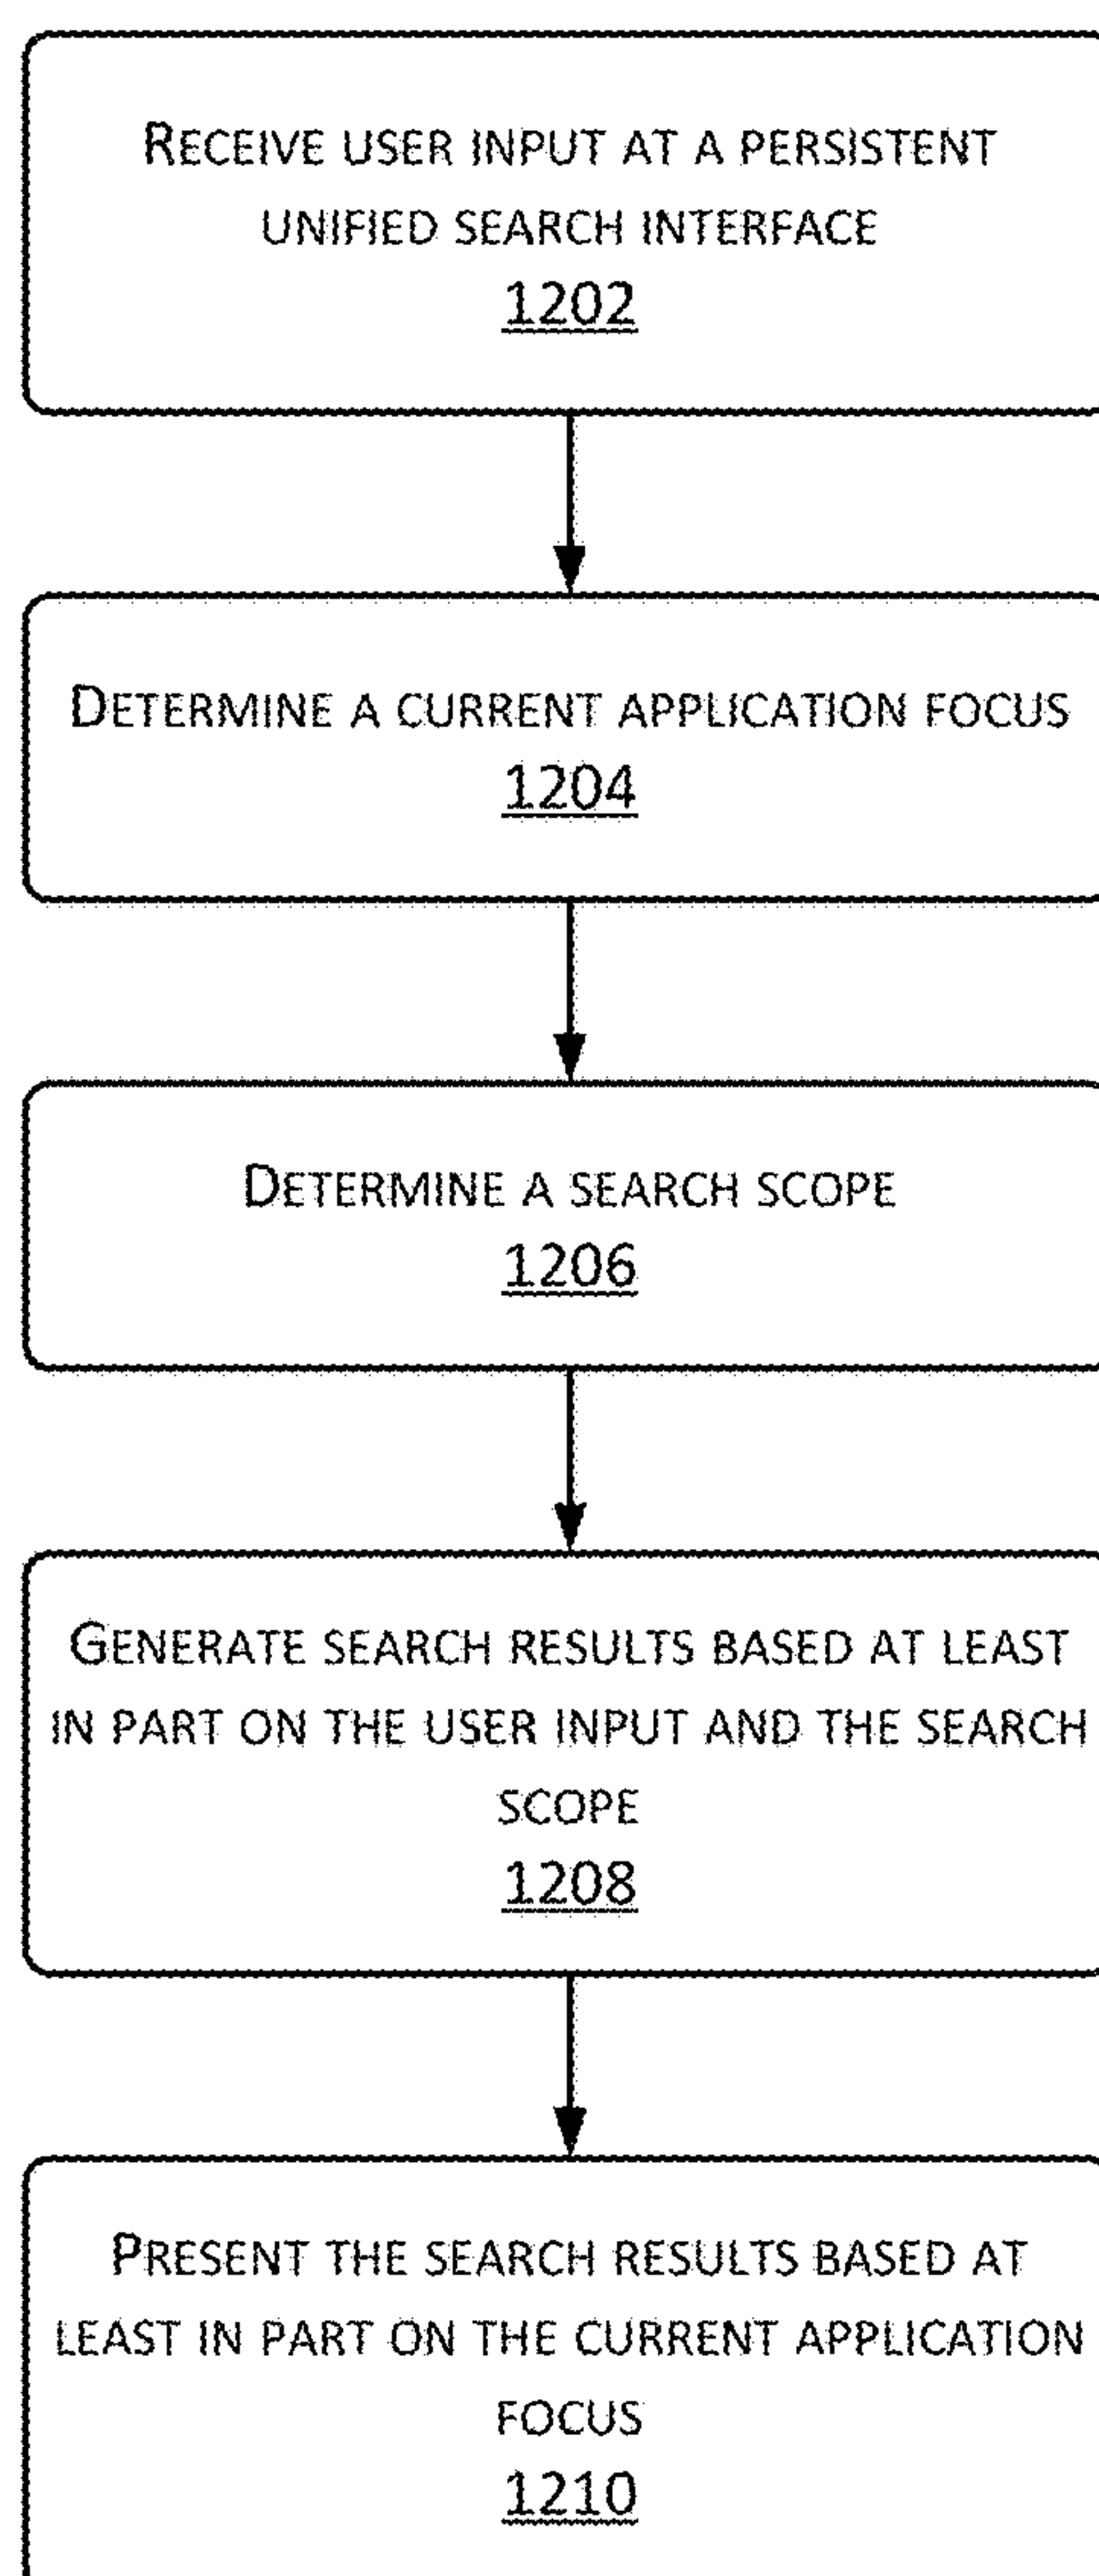 RECEIVE USER INPUT AT A PERSISTENT
UNIFIED SEARCH INTERFACE
1202
DETERMINE A CURRENT APPLICATION FOCUS
1204
DETERMINE A SEARCH SCOPE
1206
GENERATE SEARCH RESULTS BASED AT LEAST
IN PART ON THE USER INPUT AND THE SEARCH
SCOPE
1208
PRESENT THE SEARCH RESULTS BASED AT
LEAST IN PART ON THE CURRENT APPLICATION
FOCUS
1210